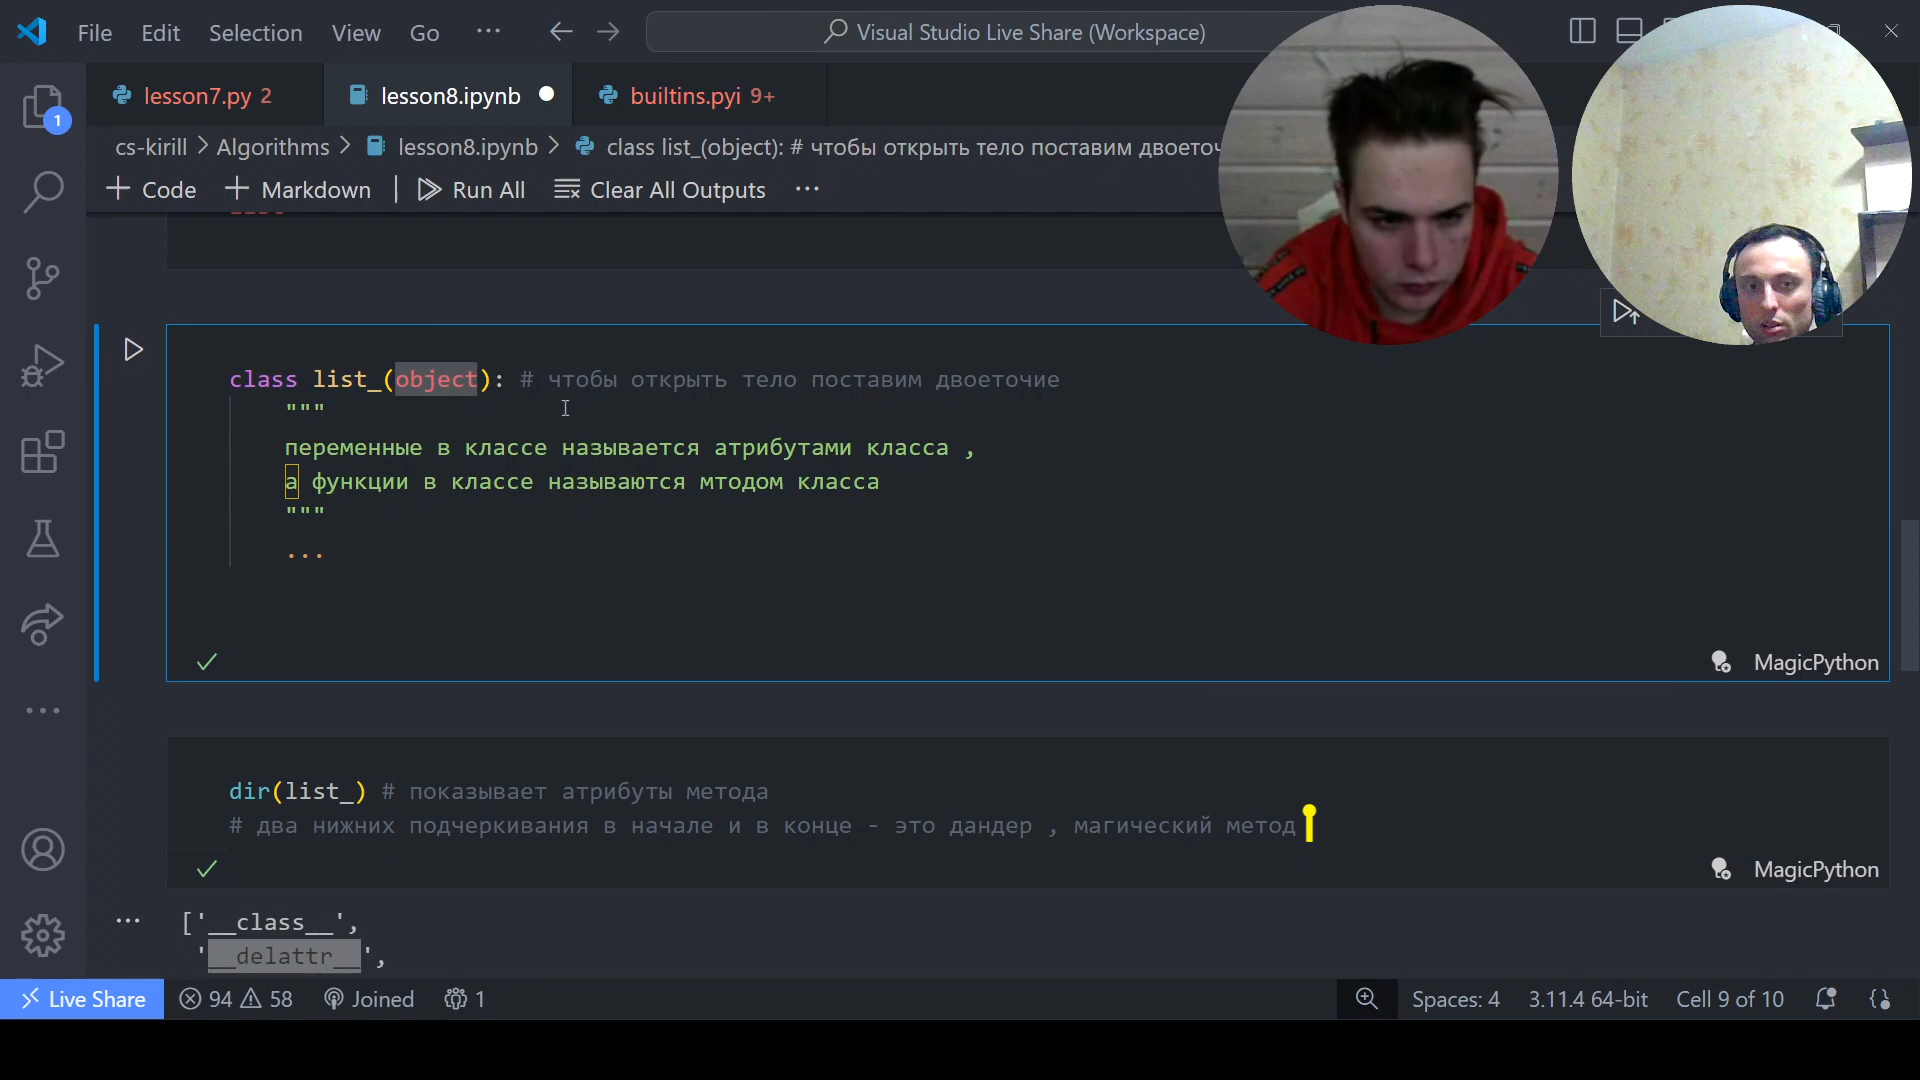 File Edit Selection View Go ··· Visual Studio Live Share (Workspace)
lesson7.py 2 lesson8.ipynb builtins.pyi 9+
1
cs-kirill > Algorithms > lesson8.ipynb > class list_(object): # чтобы открыть тело поставим двоеточ
+ Code + Markdown | Run All Clear All Outputs ···
class list_(object): # чтобы открыть тело поставим двоеточие
"""
переменные в классе называется атрибутами класса ,
а функции в классе называются мтодом класса
"""
...
MagicPython
dir(list_) # показывает атрибуты метода
# два нижних подчеркивания в начале и в конце - это дандер , магический метод
MagicPython
['__class__',
'__delattr__',
Live Share 94 58 Joined 1 Spaces: 4 3.11.4 64-bit Cell 9 of 10